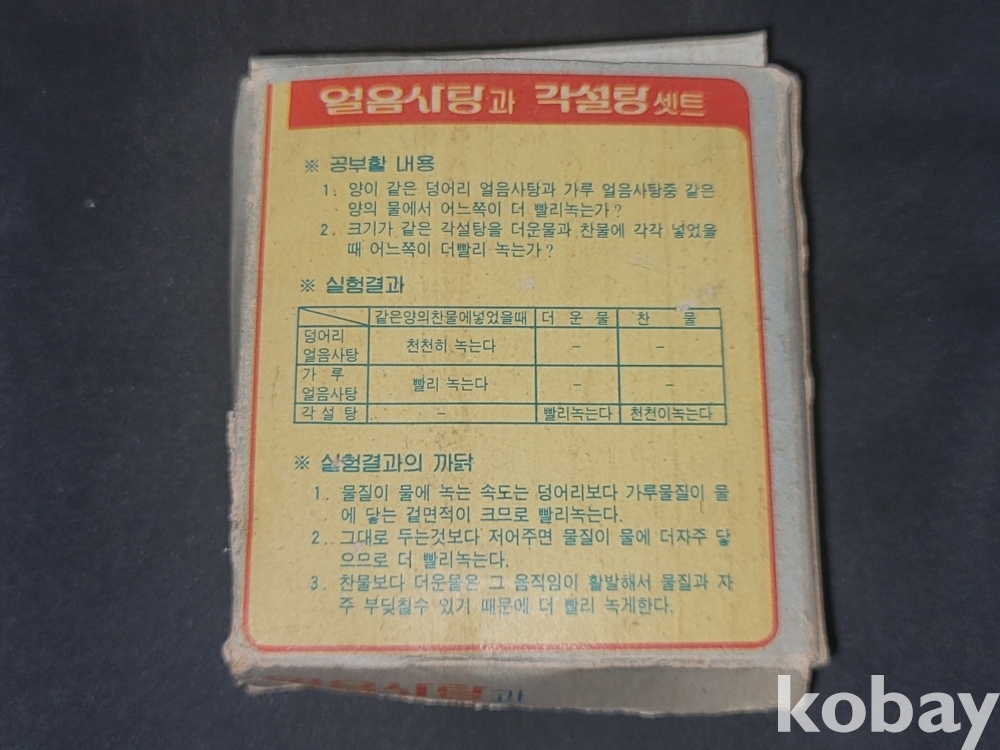 얼음사탕과 각설탕 셋트
※ 공부할 내용
1. 양이 같은 덩어리 얼음사탕과 가루 얼음사탕중 같은
양의 물에서 어느쪽이 더 빨리녹는가?
2. 크기가 같은 각설탕을 더운물과 찬물에 각각 넣었을
때 어느쪽이 더빨리 녹는가?
※ 실험결과
같은양의찬물에넣었을때 더 운 물 찬 물
덩어리
얼음사탕 천천히 녹는다 – –
가 루
얼음사탕 빨리 녹는다 – –
각 설 탕 – 빨리녹는다 천천이녹는다
※ 실험결과의 까닭
1. 물질이 물에 녹는 속도는 덩어리보다 가루물질이 물
에 닿는 겉면적이 크므로 빨리녹는다.
2. 그대로 두는것보다 저어주면 물질이 물에 더자주 닿
으므로 더 빨리녹는다.
3. 찬물보다 더운물은 그 움직임이 활발해서 물질과 자
주 부딪칠수 있기 때문에 더 빨리 녹게한다.
얼음사탕과
kobay